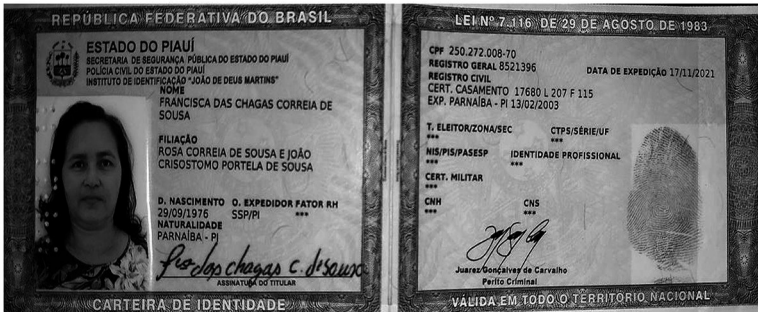 REPÚBLICA FEDERATIVA DO BRASIL
ESTADO DO PIAUÍ
SECRETARIA DE SEGURANÇA PÚBLICA DO ESTADO DO PIAUÍ
POLÍCIA CIVIL DO ESTADO DO PIAUÍ
INSTITUTO DE IDENTIFICAÇÃO "JOÃO DE DEUS MARTINS"
NOME
FRANCISCA DAS CHAGAS CORREIA DE
SOUSA
FILIAÇÃO
ROSA CORREIA DE SOUSA E JOÃO
CRISOSTOMO PORTELA DE SOUSA
D. NASCIMENTO O. EXPEDIDOR FATOR RH
29/09/1976 SSP/PI ***
NATURALIDADE
PARNAÍBA - PI
Fca das chagas C. de Sousa
ASSINATURA DO TITULAR
CARTEIRA DE IDENTIDADE
LEI Nº 7.116, DE 29 DE AGOSTO DE 1983
CPF 250.272.008-70
REGISTRO GERAL 8521396 DATA DE EXPEDIÇÃO 17/11/2021
REGISTRO CIVIL
CERT. CASAMENTO 17680 L 207 F 115
EXP. PARNAÍBA - PI 13/02/2003
T. ELEITOR/ZONA/SEC CTPS/SÉRIE/UF
*** ***
NIS/PIS/PASESP IDENTIDADE PROFISSIONAL
*** ***
CERT. MILITAR
***
CNH CNS
*** ***
Juarez Gonçalves de Carvalho
Perito Criminal
VÁLIDA EM TODO O TERRITÓRIO NACIONAL